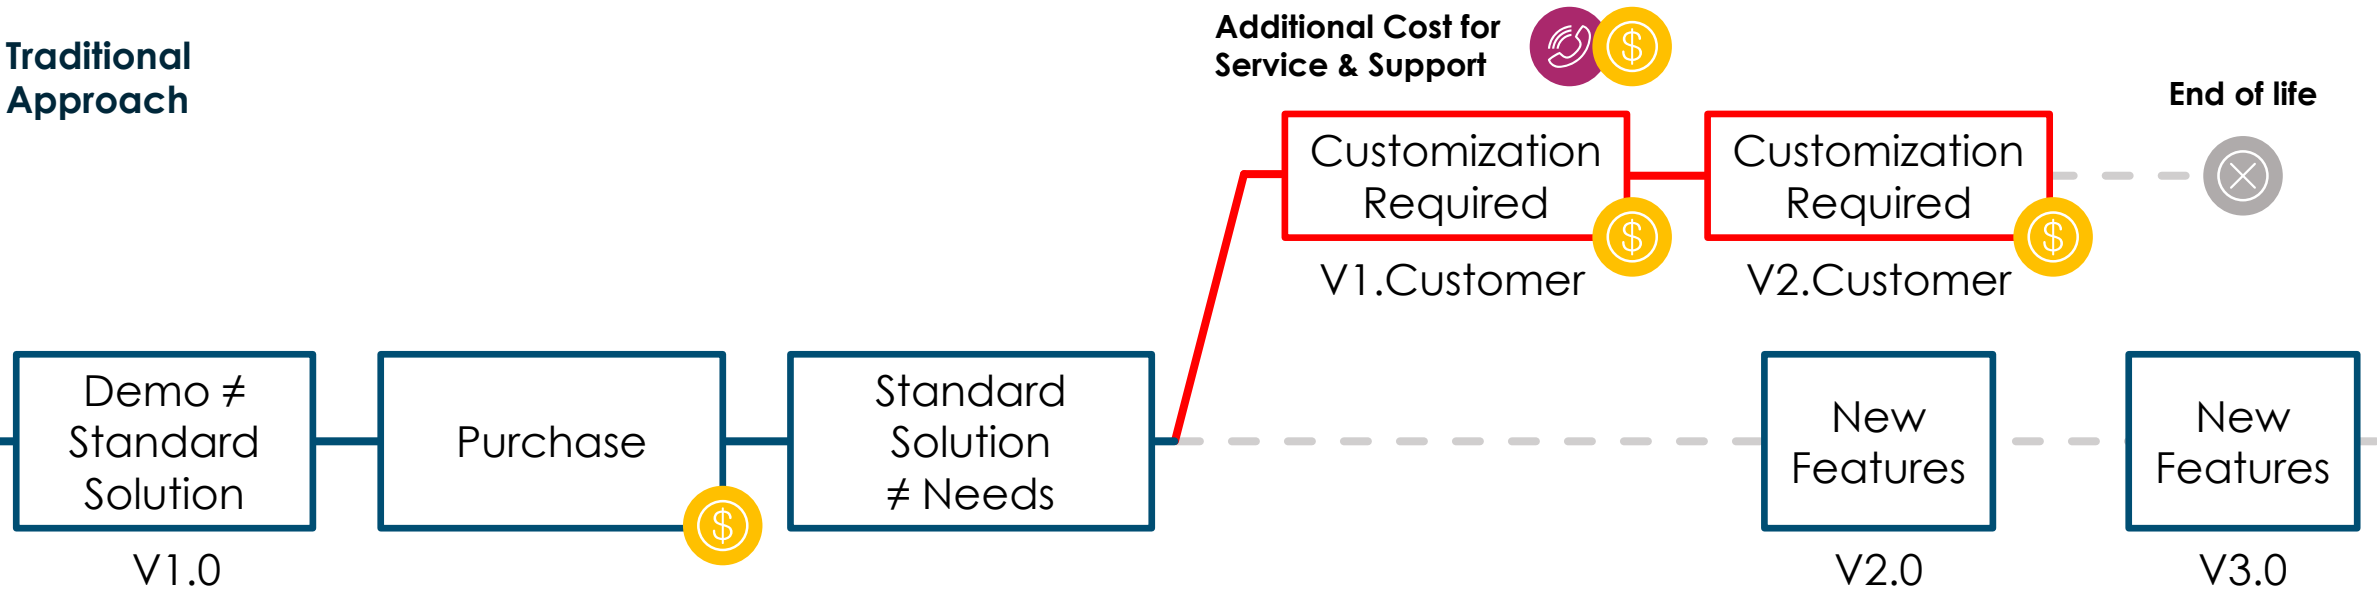 Traditional
Approach
Additional Cost for
Service & Support
$
End of life
Customization
Required
$
V1.Customer
Customization
Required
$
V2.Customer
Demo ≠
Standard
Solution
V1.0
Purchase
$
Standard
Solution
≠ Needs
New
Features
V2.0
New
Features
V3.0